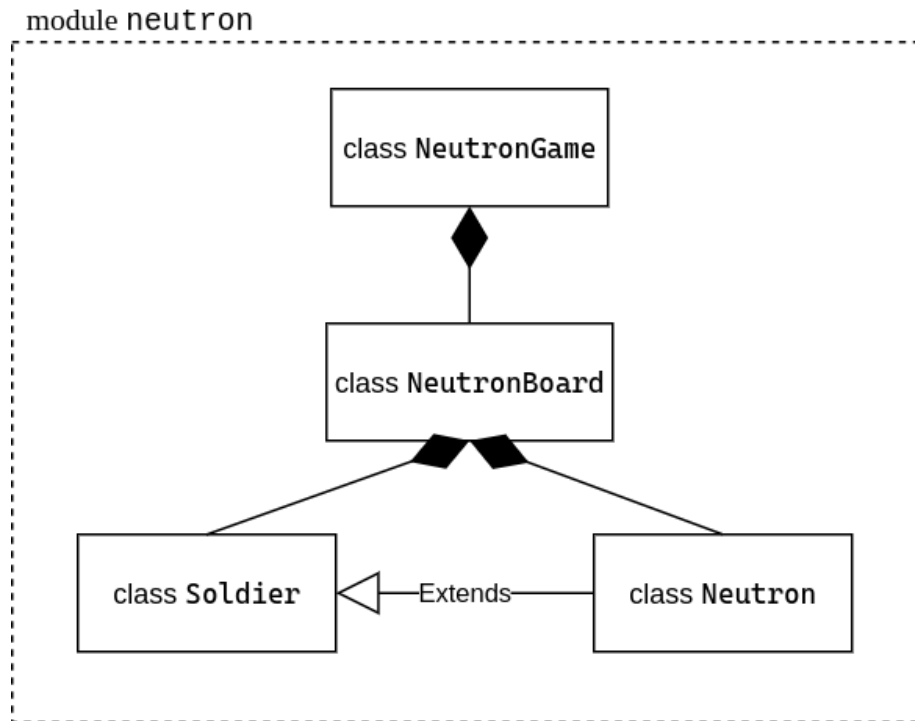 module neutron
class NeutronGame
class NeutronBoard
class Soldier
Extends
class Neutron